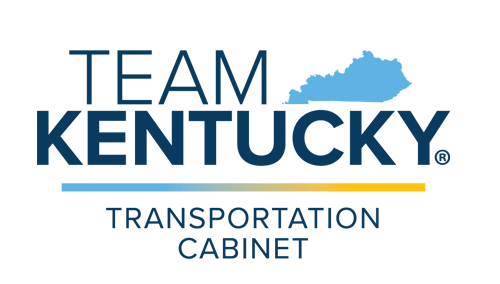 TEAM
KENTUCKY®
TRANSPORTATION
CABINET